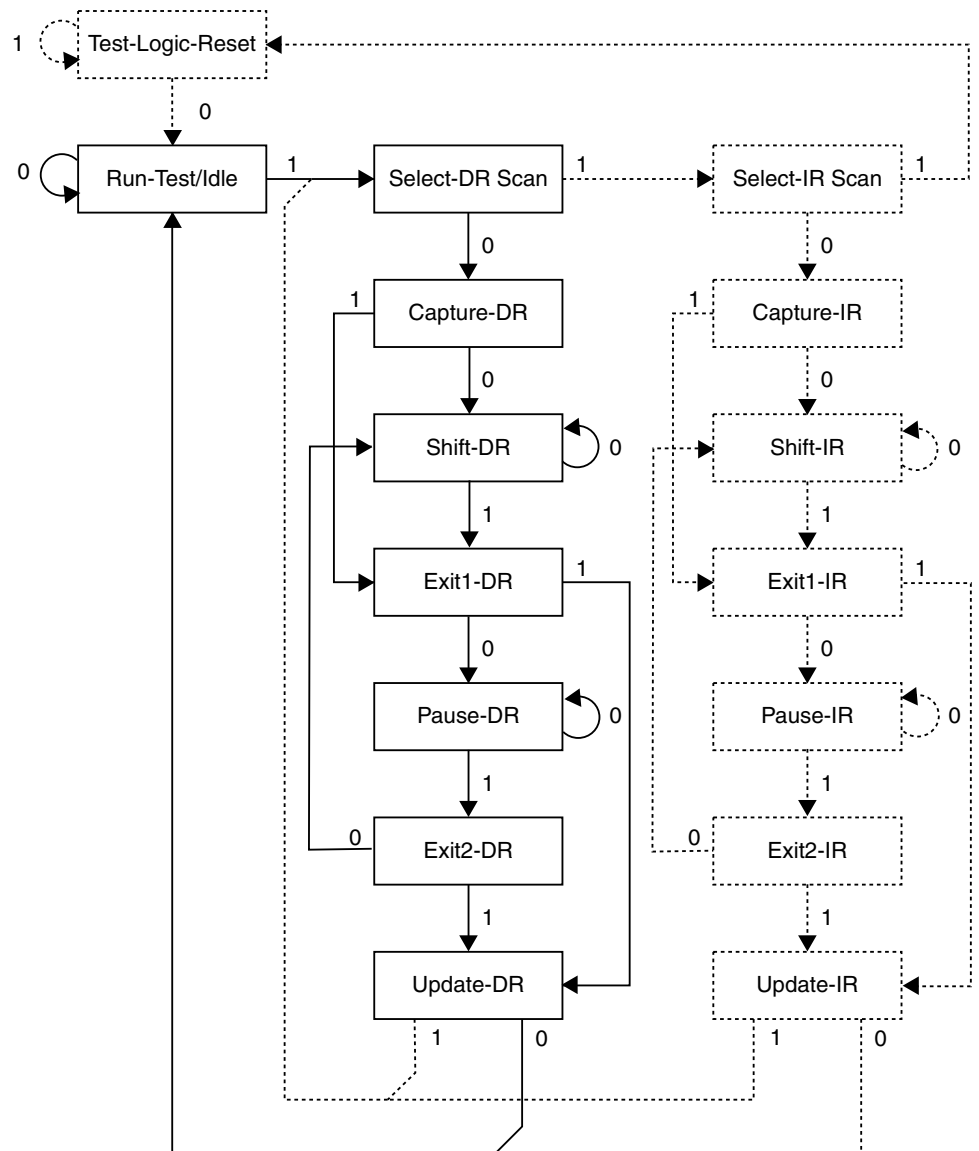 1
Test-Logic-Reset
0
0
Run-Test/Idle
1
Select-DR Scan
1
Select-IR Scan
1
0
0
1
Capture-DR
1
Capture-IR
0
0
Shift-DR
0
Shift-IR
0
1
1
Exit1-DR
1
Exit1-IR
1
0
0
Pause-DR
0
Pause-IR
0
1
1
0
Exit2-DR
0
Exit2-IR
1
1
Update-DR
Update-IR
1
0
1
0